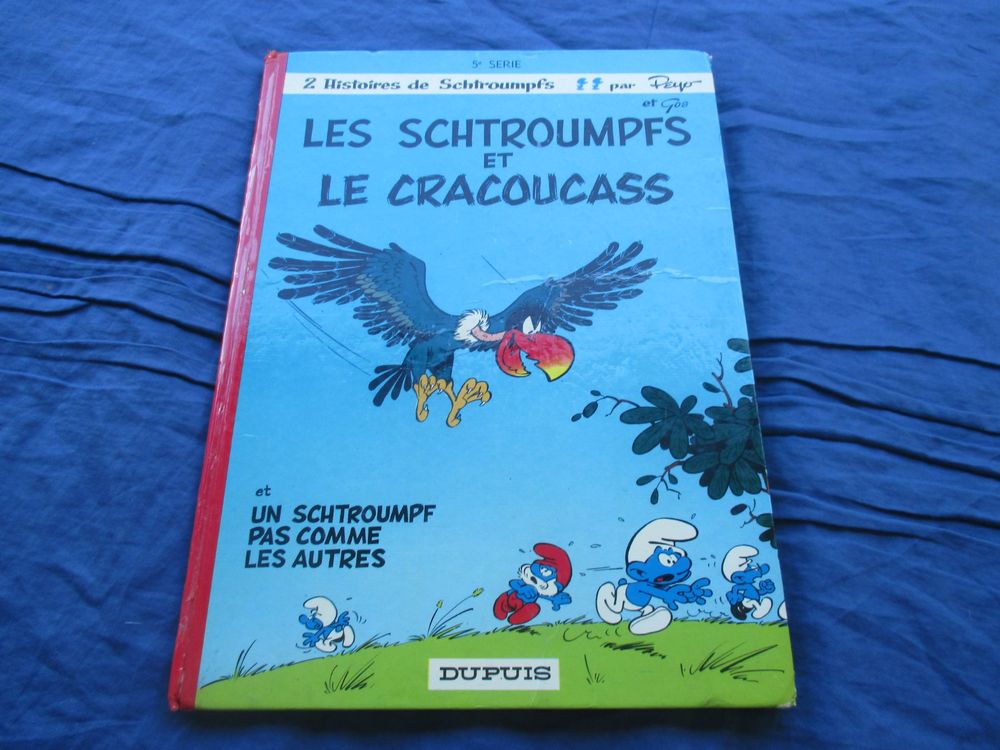 5e SERIE
2 Histoires de Schtroumpfs par Peyo
et Gos
LES SCHTROUMPFS
ET
LE CRACOUCASS
et
UN SCHTROUMPF
PAS COMME
LES AUTRES
DUPUIS